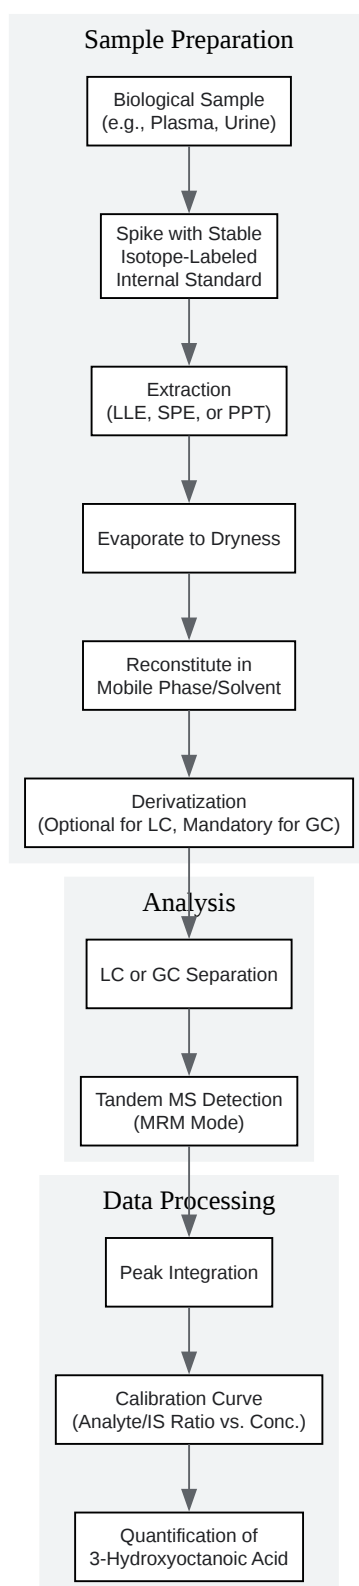 Sample Preparation
Biological Sample
(e.g., Plasma, Urine)
Spike with Stable
Isotope-Labeled
Internal Standard
Extraction
(LLE, SPE, or PPT)
Evaporate to Dryness
Reconstitute in
Mobile Phase/Solvent
Derivatization
(Optional for LC, Mandatory for GC)
Analysis
LC or GC Separation
Tandem MS Detection
(MRM Mode)
Data Processing
Peak Integration
Calibration Curve
(Analyte/IS Ratio vs. Conc.)
Quantification of
3-Hydroxyoctanoic Acid